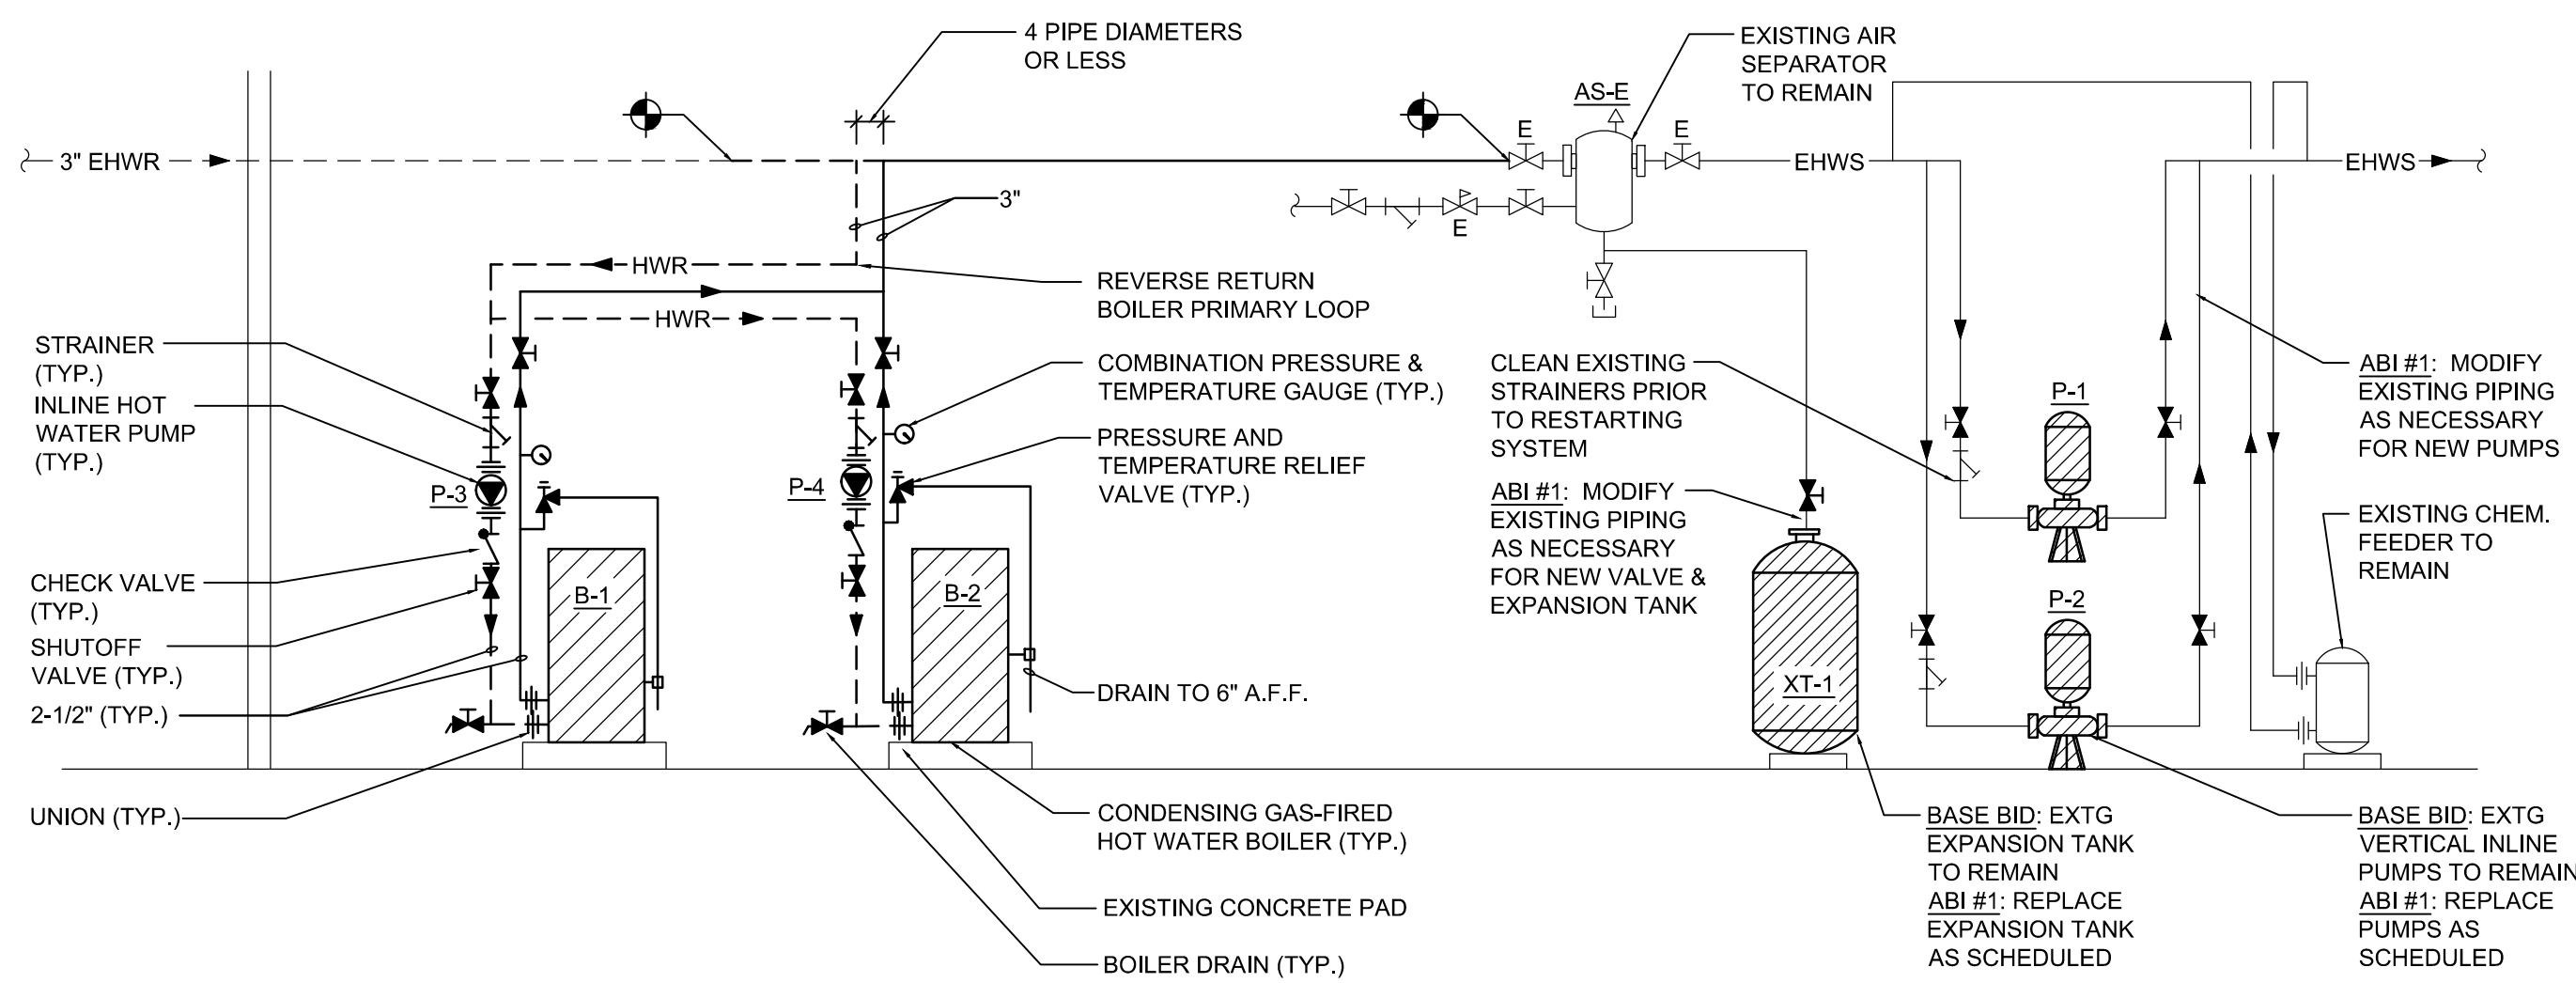 4 PIPE DIAMETERS
OR LESS
EXISTING AIR
SEPARATOR
TO REMAIN
AS-E
E
E
3" EHWR
EHWS
EHWS
3"
E
HWR
REVERSE RETURN
BOILER PRIMARY LOOP
HWR
STRAINER
(TYP.)
INLINE HOT
WATER PUMP
(TYP.)
COMBINATION PRESSURE &
TEMPERATURE GAUGE (TYP.)
PRESSURE AND
TEMPERATURE RELIEF
VALVE (TYP.)
CLEAN EXISTING
STRAINERS PRIOR
TO RESTARTING
SYSTEM
ABI #1: MODIFY
EXISTING PIPING
AS NECESSARY
FOR NEW VALVE &
EXPANSION TANK
P-1
ABI #1: MODIFY
EXISTING PIPING
AS NECESSARY
FOR NEW PUMPS
P-3
P-4
EXISTING CHEM.
FEEDER TO
REMAIN
CHECK VALVE
(TYP.)
SHUTOFF
VALVE (TYP.)
2-1/2" (TYP.)
B-1
B-2
P-2
XT-1
DRAIN TO 6" A.F.F.
UNION (TYP.)
CONDENSING GAS-FIRED
HOT WATER BOILER (TYP.)
EXISTING CONCRETE PAD
BOILER DRAIN (TYP.)
BASE BID: EXTG
EXPANSION TANK
TO REMAIN
ABI #1: REPLACE
EXPANSION TANK
AS SCHEDULED
BASE BID: EXTG
VERTICAL INLINE
PUMPS TO REMAIN
ABI #1: REPLACE
PUMPS AS
SCHEDULED